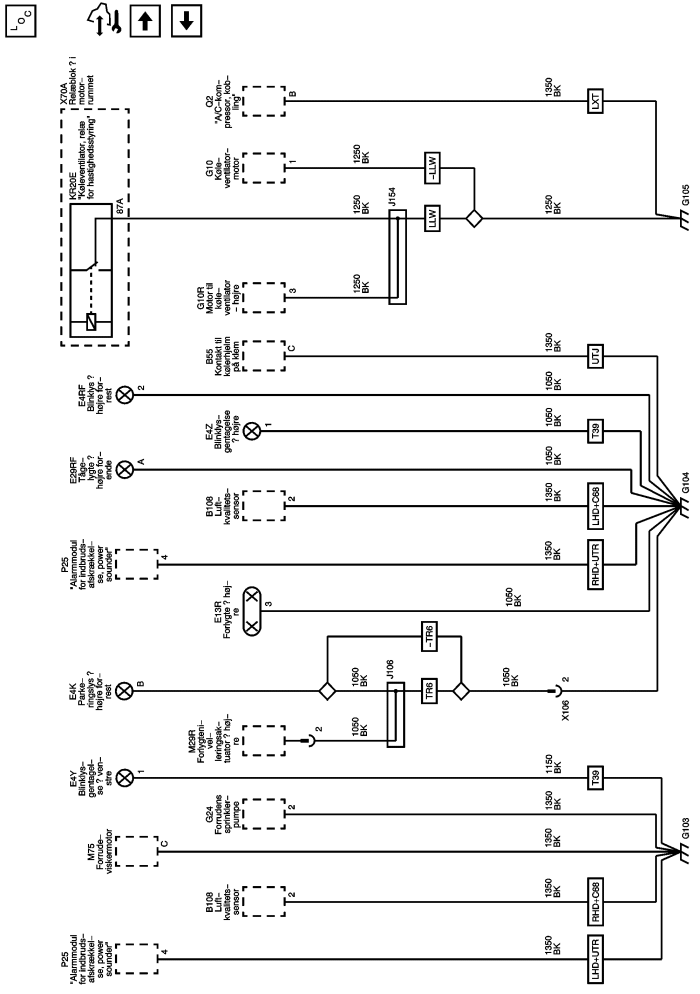 LOC
X70A
Relæblok ? i
motor-
rummet
KR20E
"Køleventilator, relæ
for hastighedsstyring"
87A
Q2
"A/C-kom-
pressor, kob-
ling"
B
1350
BK
LXT
G10
Køle-
ventilator-
motor
1
1250
BK
-LLW
1250
BK
J154
LLW
1250
BK
G105
G10R
Motor til
køle-
ventilator
- højre
3
1250
BK
B55
Kontakt til
kølerhjelm
på klem
C
1350
BK
UTJ
E4RF
Blinklys ?
højre for-
rest
2
1050
BK
E4Z
Blinklys-
gentagelse
? højre
1
1050
BK
T39
E29RF
Tåge-
lygte ?
højre for-
ende
A
1050
BK
B108
Luft-
kvalitets-
sensor
2
1350
BK
LHD+C68
G104
P25
"Alarmmodul
for indbruds-
afskrækkel-
se, power
sounder"
4
1350
BK
RHD+UTR
E13R
Forlygte ? høj-
re
3
1050
BK
-TR6
E4K
Parke-
ringslys ?
højre for-
rest
B
1050
BK
J106
TR6
1050
BK
2
X106
M29R
Forlygteni-
vel-
leringsak-
tuator ? høj-
re
2
1050
BK
E4Y
Blinklys-
gentagel-
se ? ven-
stre
1
1150
BK
T39
G24
Forrudens
sprinkler-
pumpe
2
1350
BK
M75
Forrude-
viskermotor
C
1350
BK
G103
B108
Luft-
kvalitets-
sensor
2
1350
BK
RHD+C68
P25
"Alarmmodul
for indbruds-
afskrækkel-
se, power
sounder"
4
1350
BK
LHD+UTR